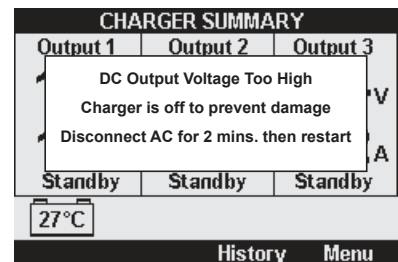 CHARGER SUMMARY
Output 1 Output 2 Output 3
DC Output Voltage Too High
V
Charger is off to prevent damage
Disconnect AC for 2 mins. then restart
A
Standby Standby Standby
27°C
History Menu